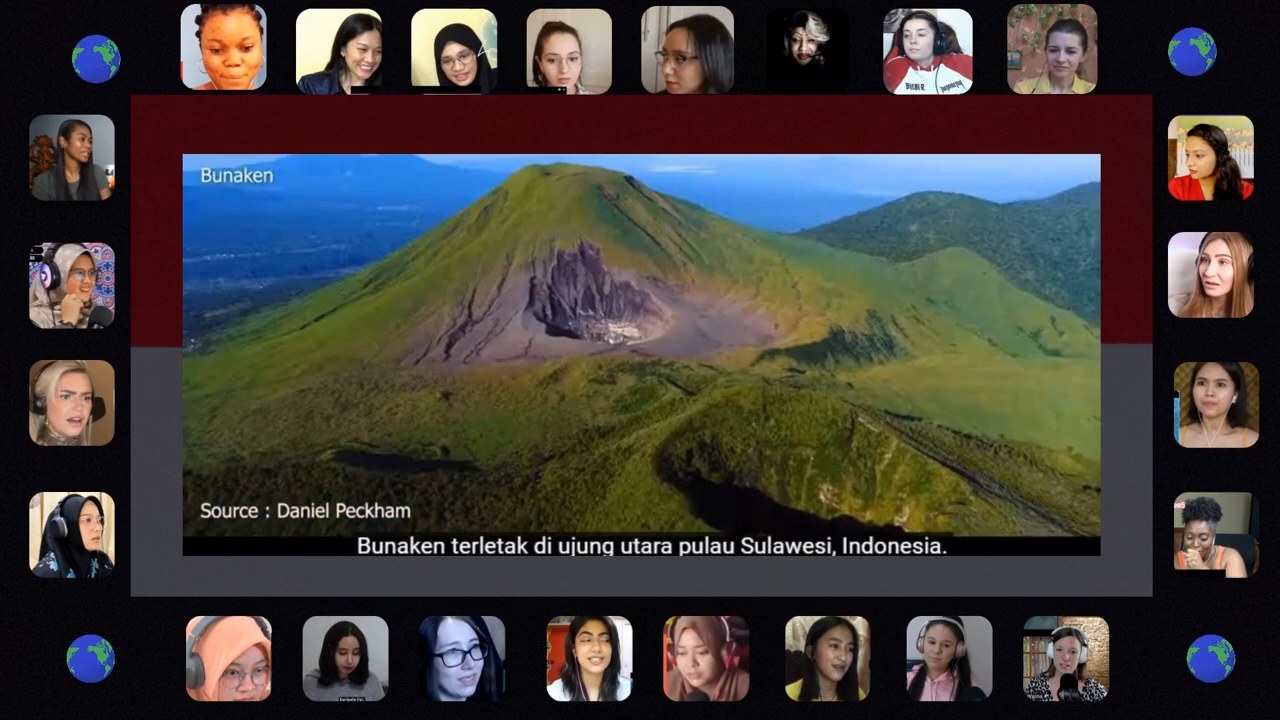 Bunaken
Source : Daniel Peckham
Bunaken terletak di ujung utara pulau Sulawesi, Indonesia.